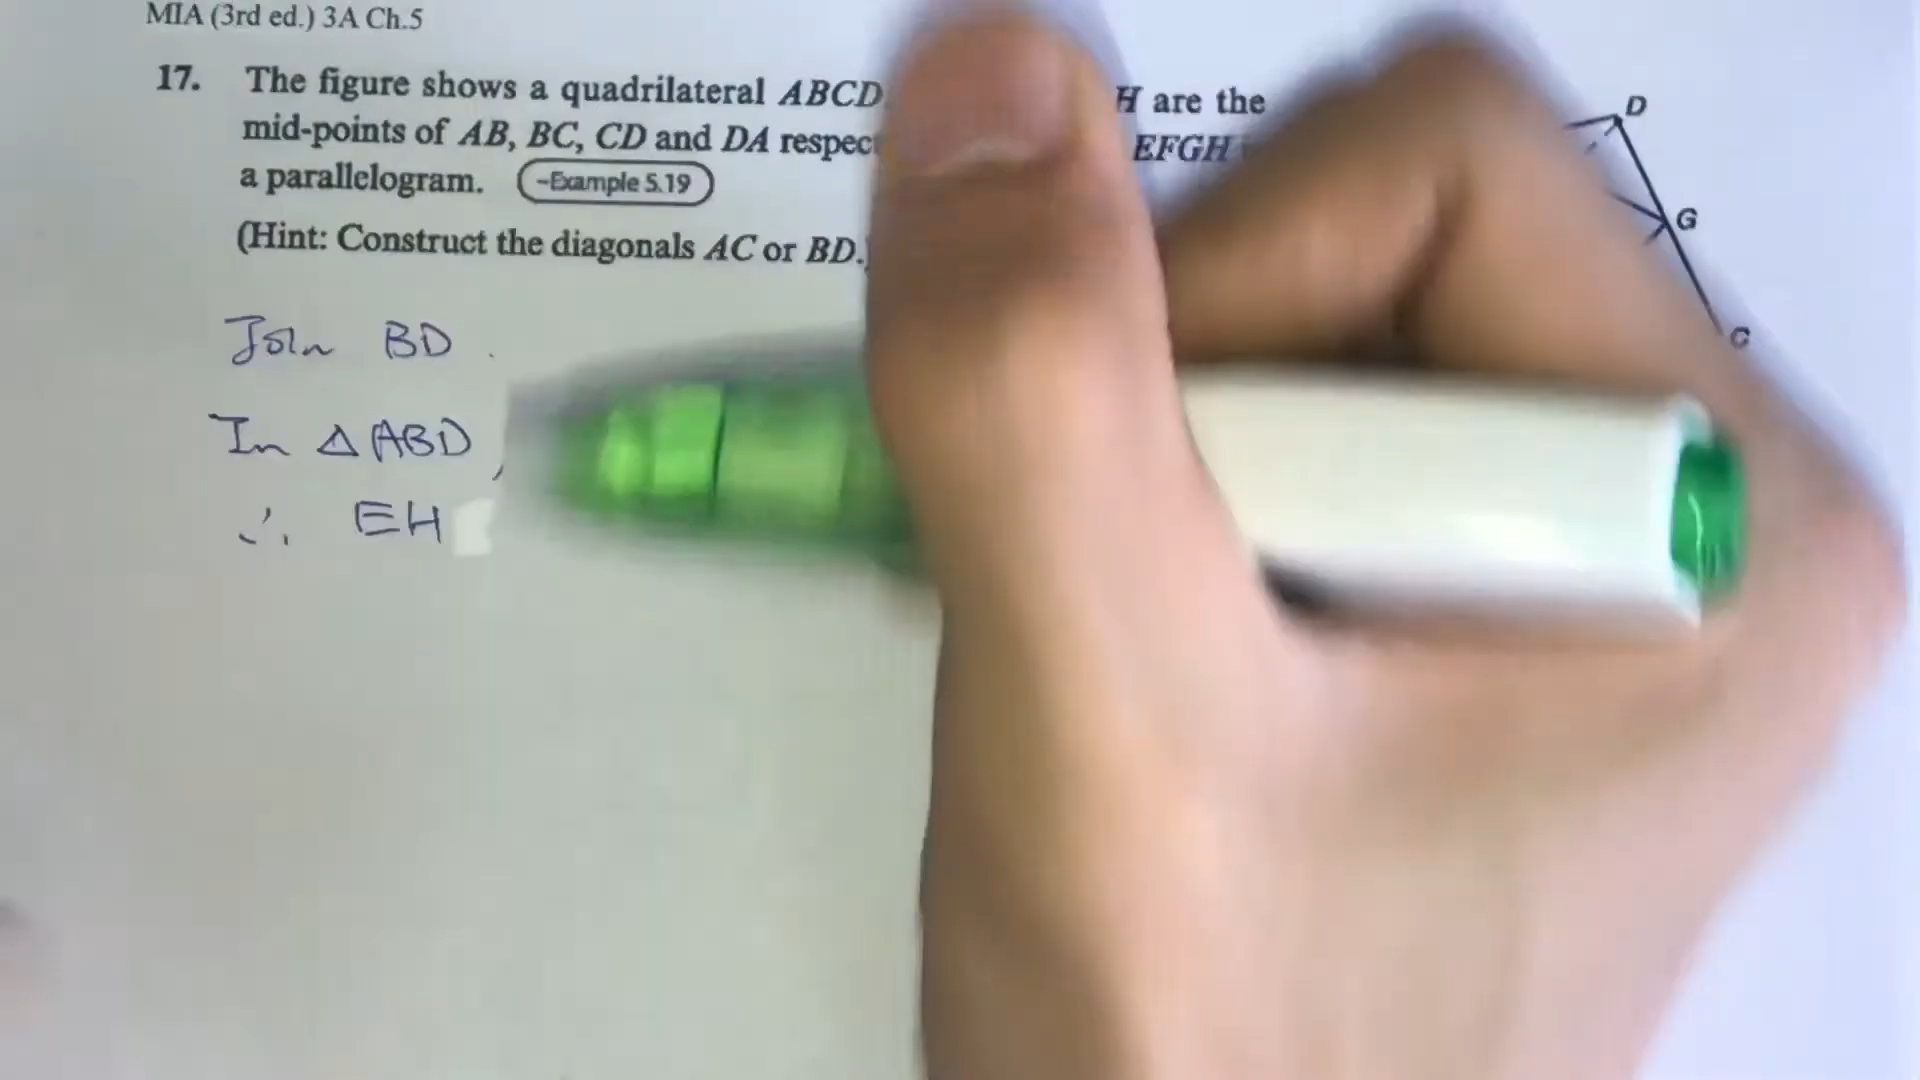 MIA (3rd ed.) 3A Ch.5
17. The figure shows a quadrilateral ABCD H are the
mid-points of AB, BC, CD and DA respec EFGH
a parallelogram. Example 5.19
(Hint: Construct the diagonals AC or BD.)
D
G
C
Join BD.
In △ABD,
∴ EH